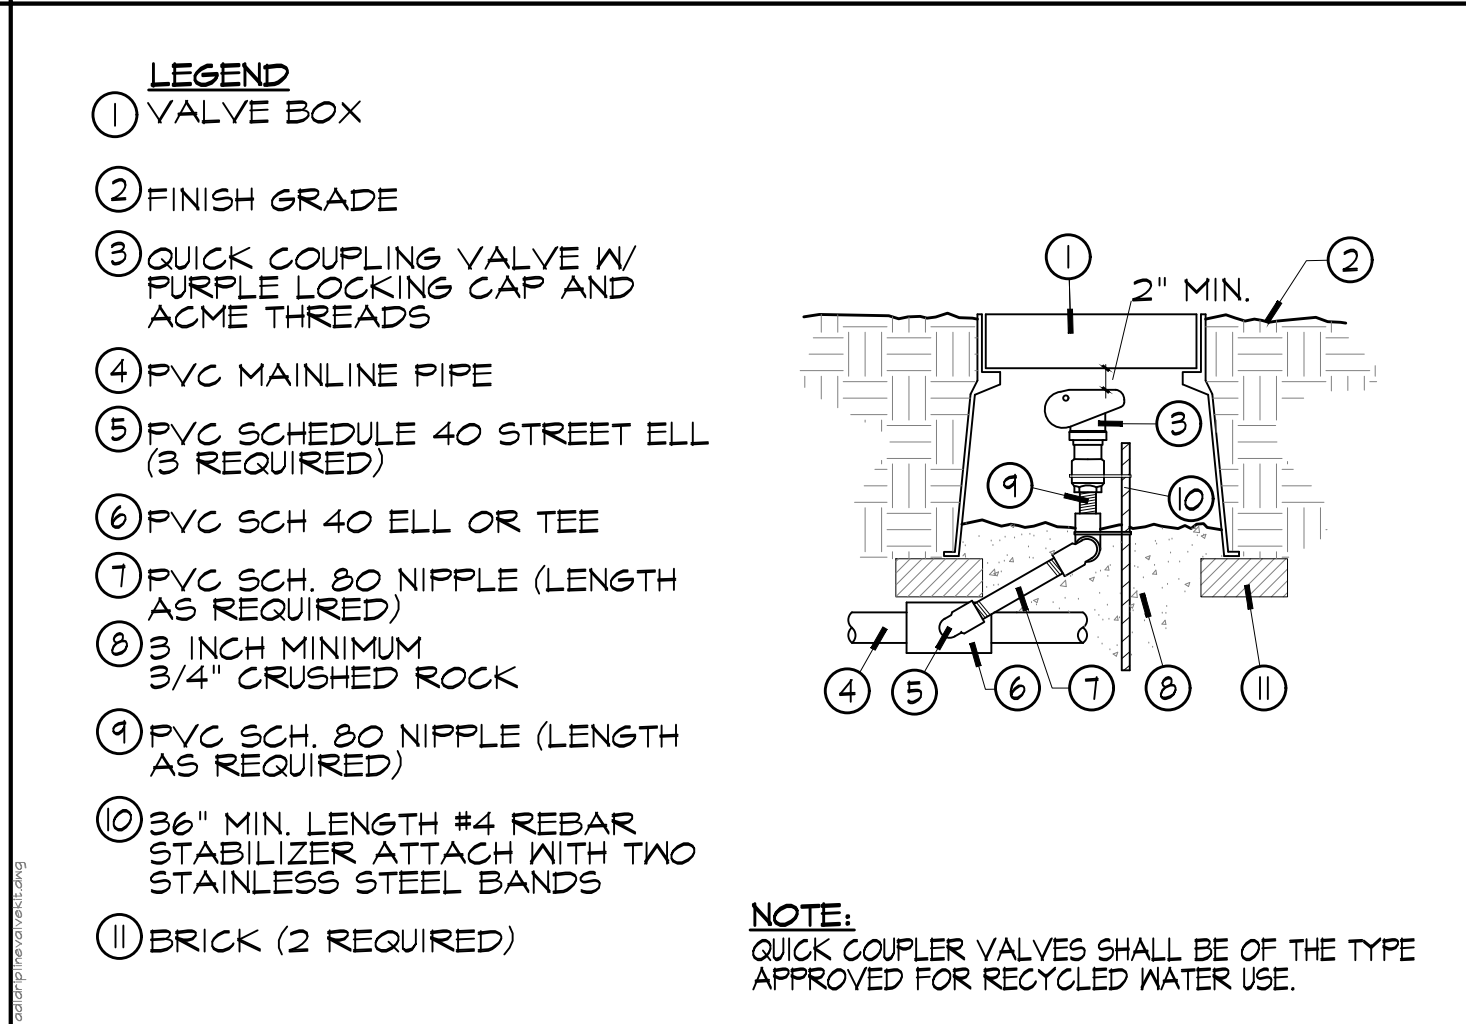 LEGEND
1 VALVE BOX
2 FINISH GRADE
3 QUICK COUPLING VALVE W/
PURPLE LOCKING CAP AND
ACME THREADS
4 PVC MAINLINE PIPE
5 PVC SCHEDULE 40 STREET ELL
(3 REQUIRED)
6 PVC SCH 40 ELL OR TEE
7 PVC SCH. 80 NIPPLE (LENGTH
AS REQUIRED)
8 3 INCH MINIMUM
3/4" CRUSHED ROCK
9 PVC SCH. 80 NIPPLE (LENGTH
AS REQUIRED)
10 36" MIN. LENGTH #4 REBAR
STABILIZER ATTACH WITH TWO
STAINLESS STEEL BANDS
11 BRICK (2 REQUIRED)
1
2
2" MIN.
3
9
10
4
5
6
7
8
11
NOTE:
QUICK COUPLER VALVES SHALL BE OF THE TYPE
APPROVED FOR RECYCLED WATER USE.
adidriplinevalvekit.dwg